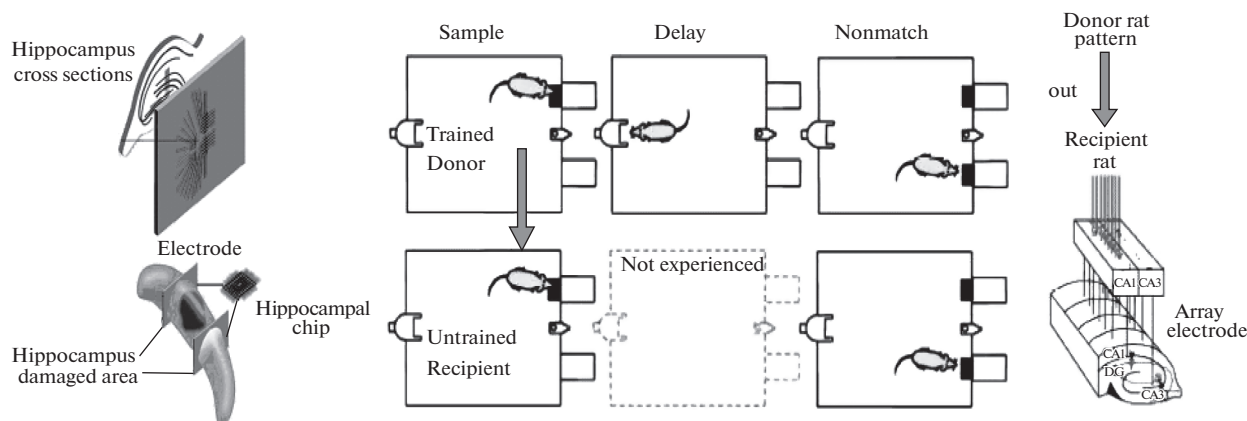 Hippocampus
cross sections
Electrode
Hippocampal
chip
Hippocampus
damaged area
Sample
Delay
Nonmatch
Trained
Donor
Not experienced
Untrained
Recipient
Donor rat
pattern
out
Recipient
rat
CA1 CA3
Array
electrode
CA1
DG
CA3